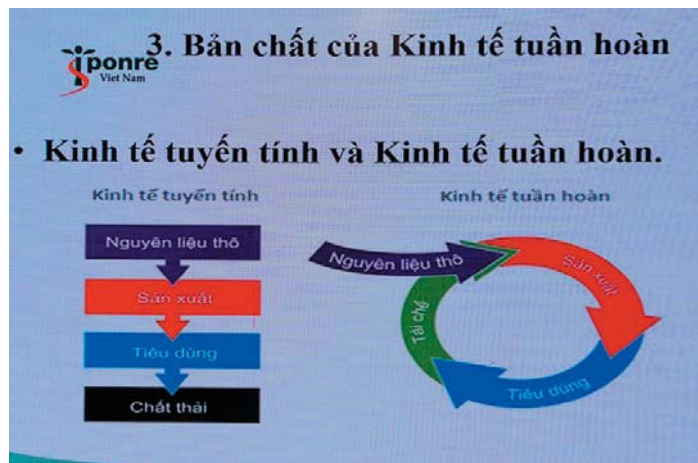 3. Bản chất của Kinh tế tuần hoàn
iponre
Viet Nam
• Kinh tế tuyến tính và Kinh tế tuần hoàn.
Kinh tế tuyến tính
Nguyên liệu thô
Sản xuất
Tiêu dùng
Chất thải
Kinh tế tuần hoàn
Nguyên liệu thô
Sản xuất
Tiêu dùng
Tái chế